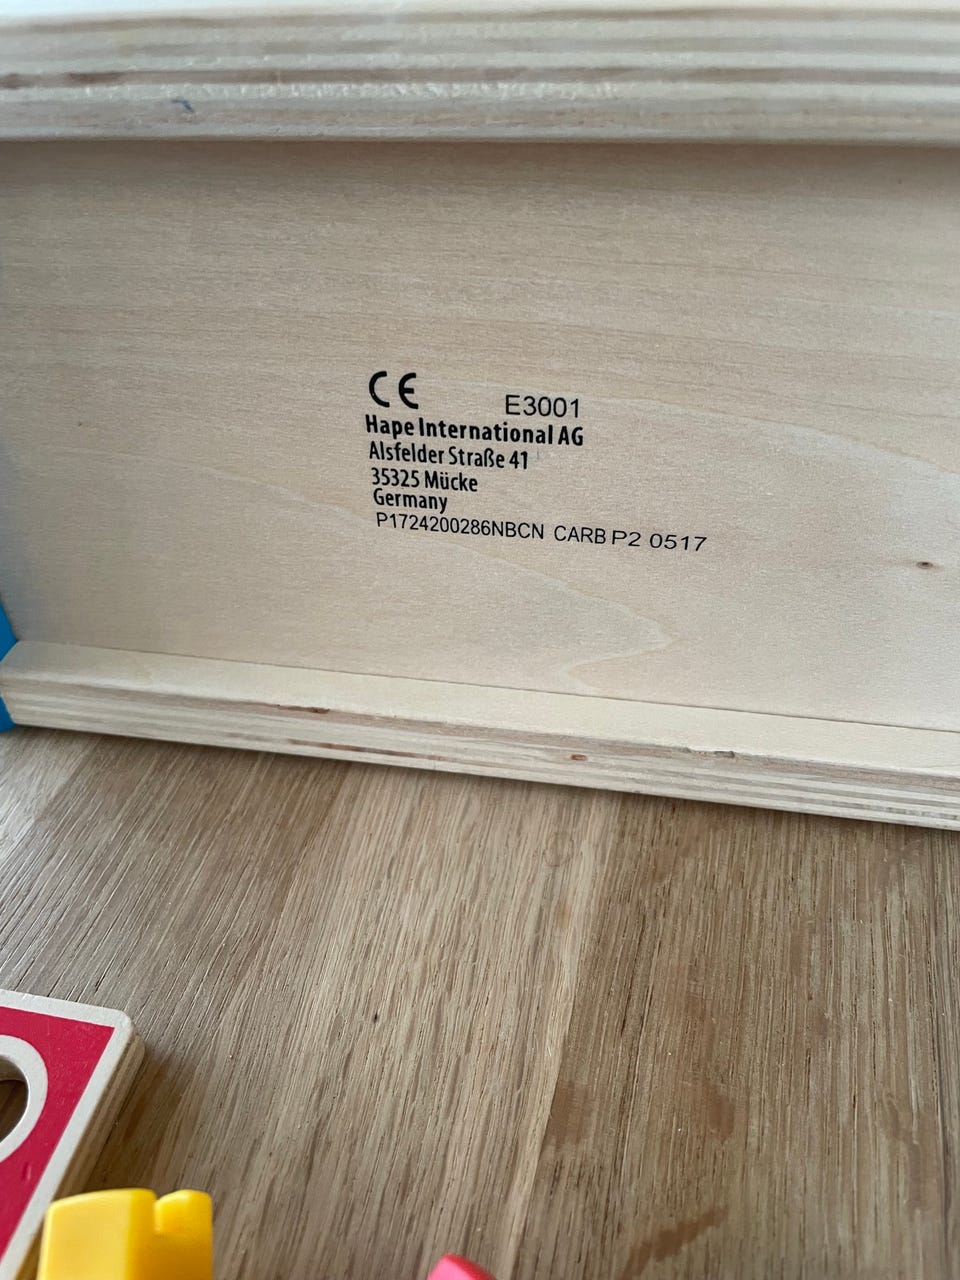 CE E3001
Hape International AG
Alsfelder Straße 41
35325 Mücke
Germany
P1724200286NBCN CARB P2 0517